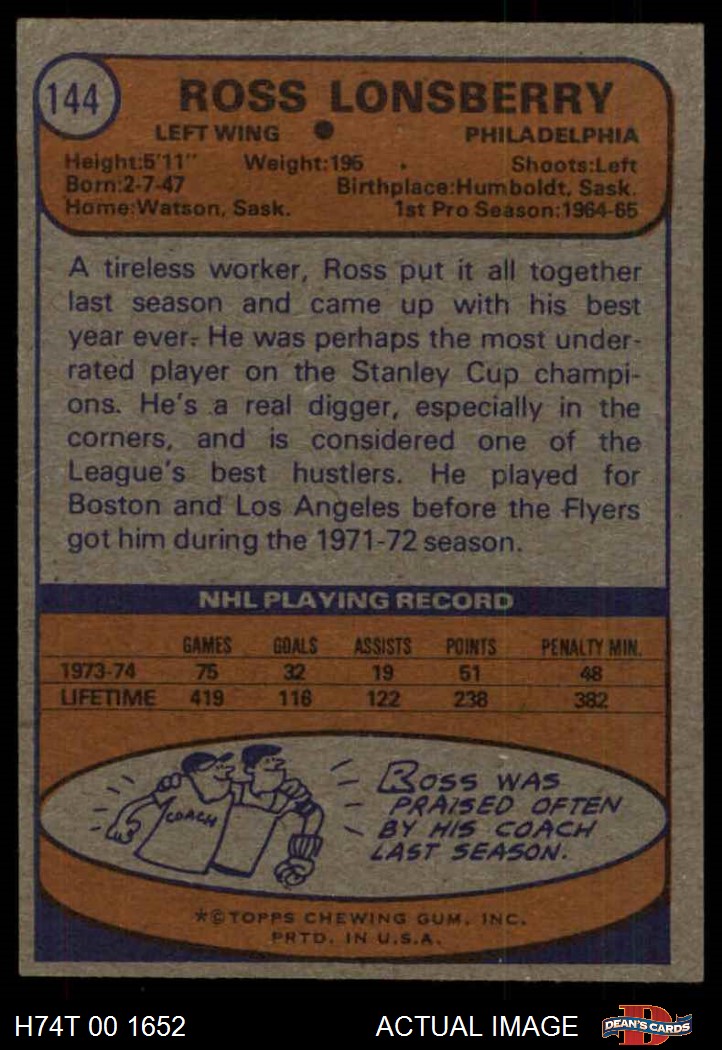 144
ROSS LONSBERRY
LEFT WING ● PHILADELPHIA
Height:5'11" Weight:195 Shoots:Left
Born:2-7-47 Birthplace:Humboldt, Sask.
Home:Watson, Sask. 1st Pro Season:1964-65
A tireless worker, Ross put it all together
last season and came up with his best
year ever. He was perhaps the most under-
rated player on the Stanley Cup champi-
ons. He's a real digger, especially in the
corners, and is considered one of the
League's best hustlers. He played for
Boston and Los Angeles before the Flyers
got him during the 1971-72 season.
NHL PLAYING RECORD
GAMES GOALS ASSISTS POINTS PENALTY MIN.
1973-74 75 32 19 51 48
LIFETIME 419 116 122 238 382
COACH
ROSS WAS
PRAISED OFTEN
BY HIS COACH
LAST SEASON.
*©TOPPS CHEWING GUM, INC.
PRTD. IN U.S.A.
H74T 00 1652 ACTUAL IMAGE DEAN'S CARDS